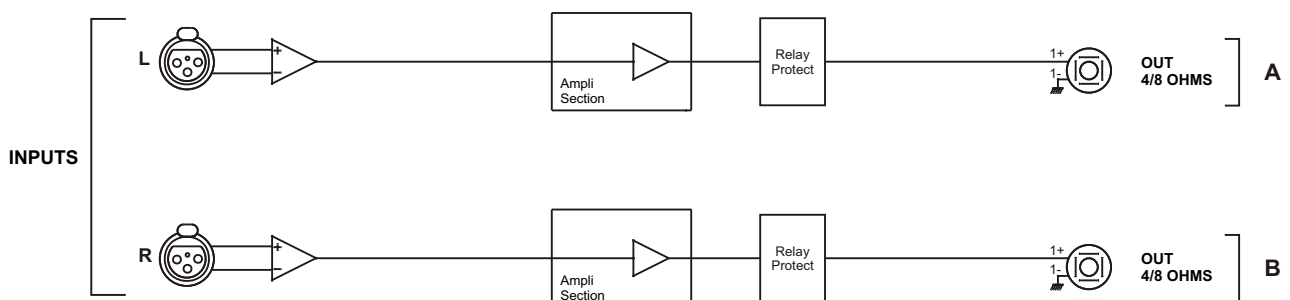 L
+
−
Ampli
Section
Relay
Protect
1+
1-
OUT
4/8 OHMS
A
INPUTS
R
+
−
Ampli
Section
Relay
Protect
1+
1-
OUT
4/8 OHMS
B